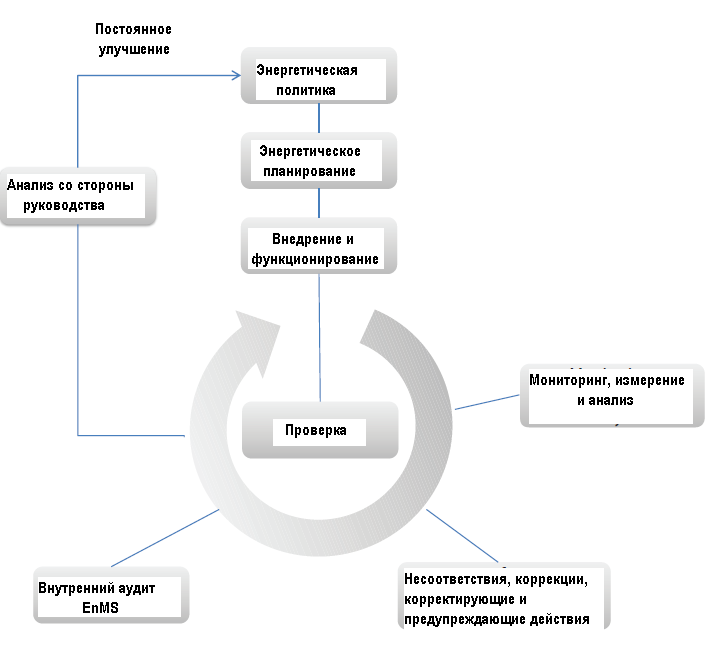 Постоянное
улучшение
Энергетическая
политика
Энергетическое
планирование
Анализ со стороны
руководства
Внедрение и
функционирование
Мониторинг, измерение
и анализ
Проверка
Внутренний аудит
EnMS
Несоответствия, коррекции,
корректирующие и
предупреждающие действия